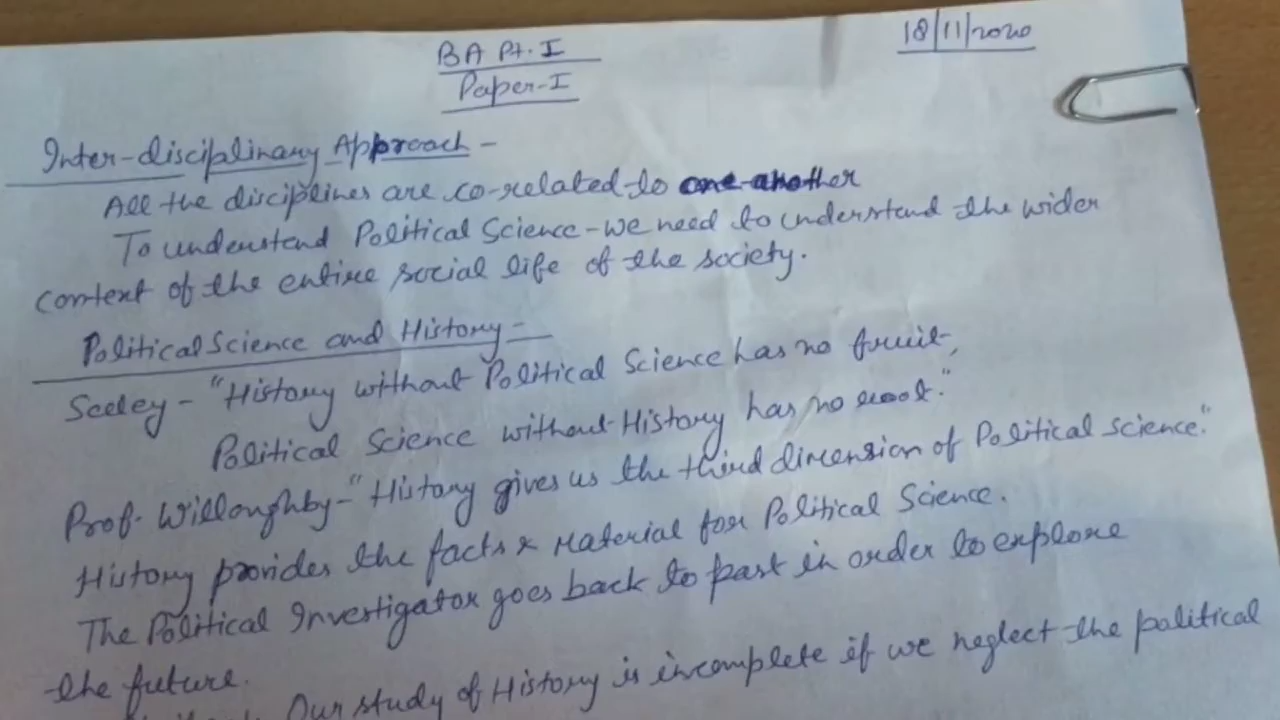 BA Pt. I
18/11/2020
Paper-I
Inter-disciplinary Approach -
All the disciplines are co-related to one another
To understand Political Science - we need to understand the wider
context of the entire social life of the society.
Political Science and History -
Seeley - "History without Political Science has no fruit,
Political Science without History has no root."
Prof. Willoughby - "History gives us the third dimension of Political science."
History provides the facts & material for Political Science.
The Political Investigator goes back to past in order to explore
the future.
Our study of History is incomplete if we neglect the political